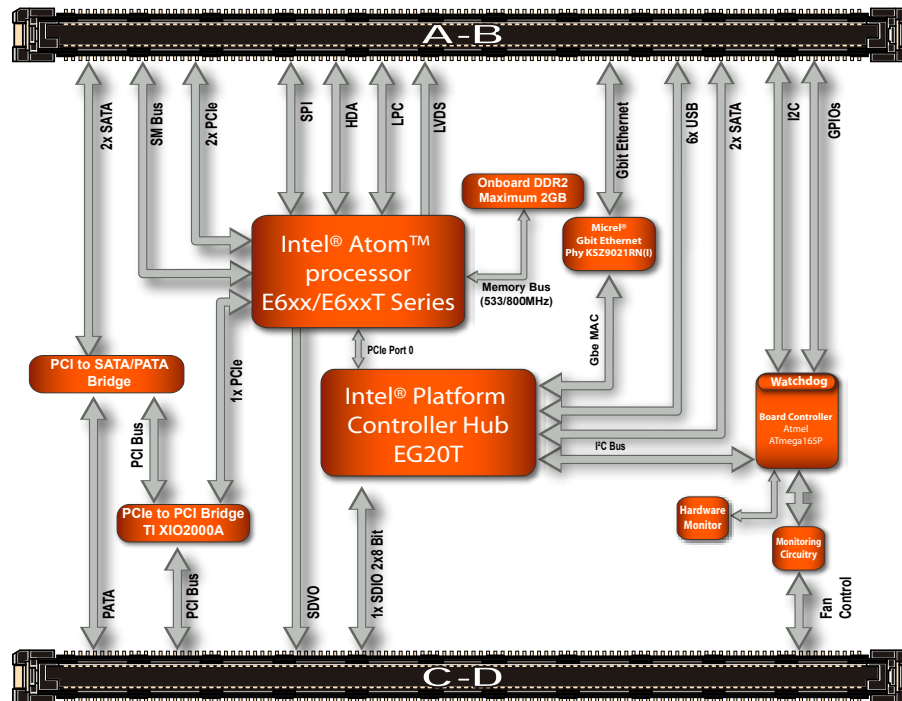 A-B
2x SATA
SM Bus
2x PCIe
SPI
HDA
LPC
LVDS
Gbit Ethernet
6x USB
2x SATA
I2C
GPIOs
Onboard DDR2
Maximum 2GB
Intel® Atom™
processor
E6xx/E6xxT Series
Micrel®
Gbit Ethernet
Phy KSZ9021RN(I)
Memory Bus
(533/800MHz)
PCIe Port 0
Gbe MAC
PCI to SATA/PATA
Bridge
1x PCIe
Intel® Platform
Controller Hub
EG20T
Watchdog
Board Controller
Atmel
ATmega165P
I²C Bus
PCI Bus
PCIe to PCI Bridge
TI XIO2000A
Hardware
Monitor
Monitoring
Circuitry
PATA
PCI Bus
SDVO
1x SDIO 2x8 Bit
Fan
Control
C-D